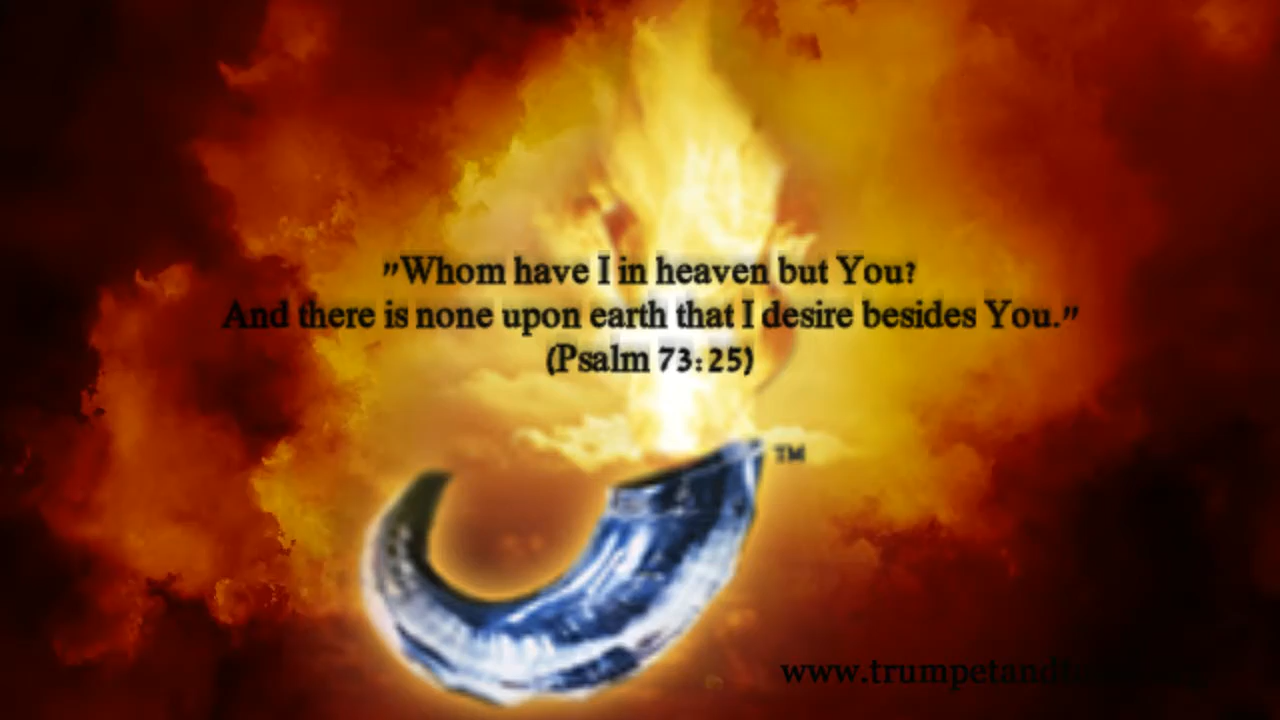 "Whom have I in heaven but You?
And there is none upon earth that I desire besides You."
(Psalm 73:25)
TM